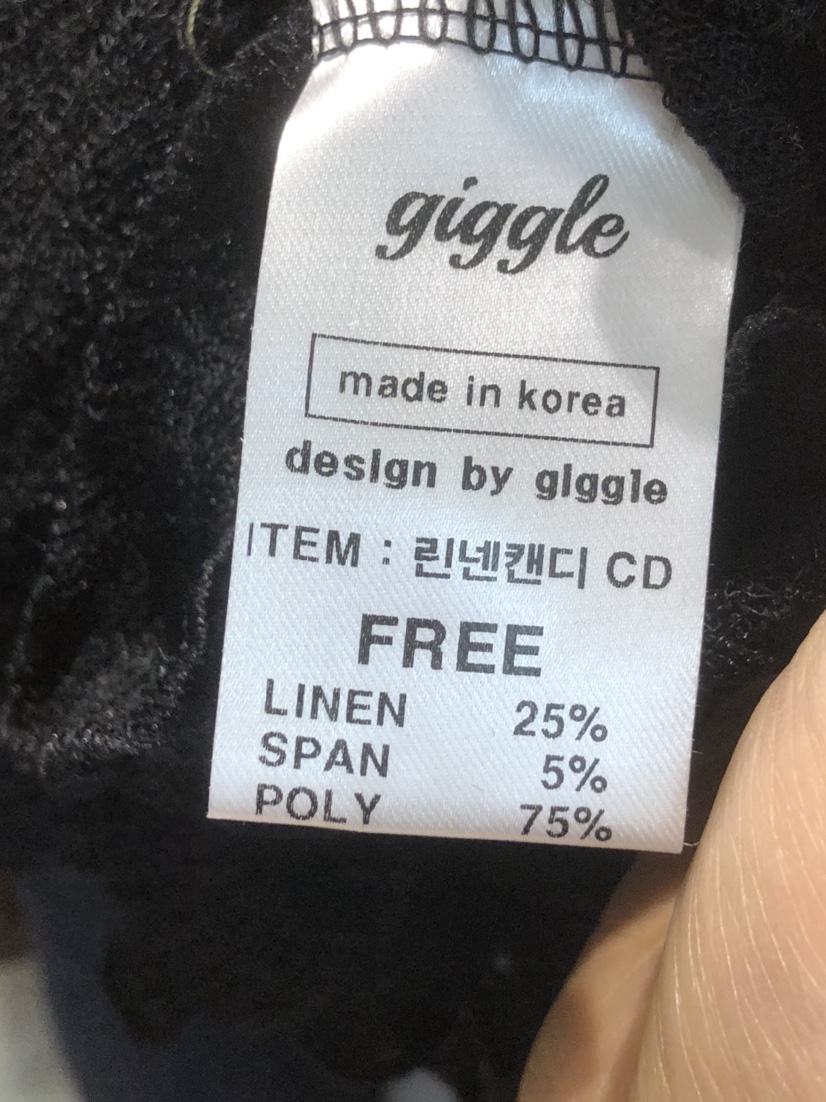 giggle
made in korea
design by giggle
ITEM : 린넨캔디 CD
FREE
LINEN 25%
SPAN 5%
POLY 75%